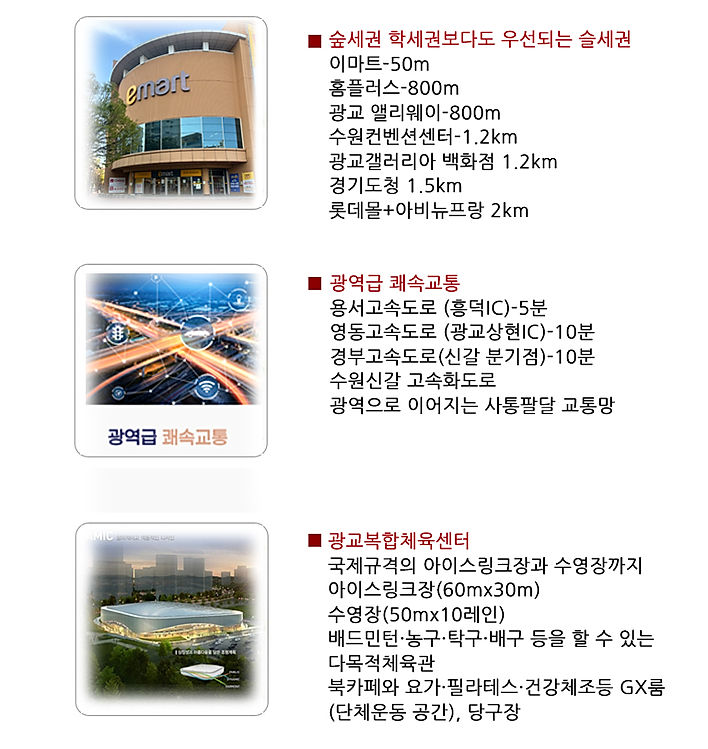 emart
emart
■ 숲세권 학세권보다도 우선되는 슬세권
이마트-50m
홈플러스-800m
광교 앨리웨이-800m
수원컨벤션센터-1.2km
광교갤러리아 백화점 1.2km
경기도청 1.5km
롯데몰+아비뉴프랑 2km
■ 광역급 쾌속교통
용서고속도로 (흥덕IC)-5분
영동고속도로 (광교상현IC)-10분
경부고속도로(신갈 분기점)-10분
수원신갈 고속화도로
광역으로 이어지는 사통팔달 교통망
광역급 쾌속교통
■ 광교복합체육센터
국제규격의 아이스링크장과 수영장까지
아이스링크장(60mx30m)
수영장(50mx10레인)
배드민턴·농구·탁구·배구 등을 할 수 있는
다목적체육관
북카페와 요가·필라테스·건강체조등 GX룸
(단체운동 공간), 당구장
AMIC